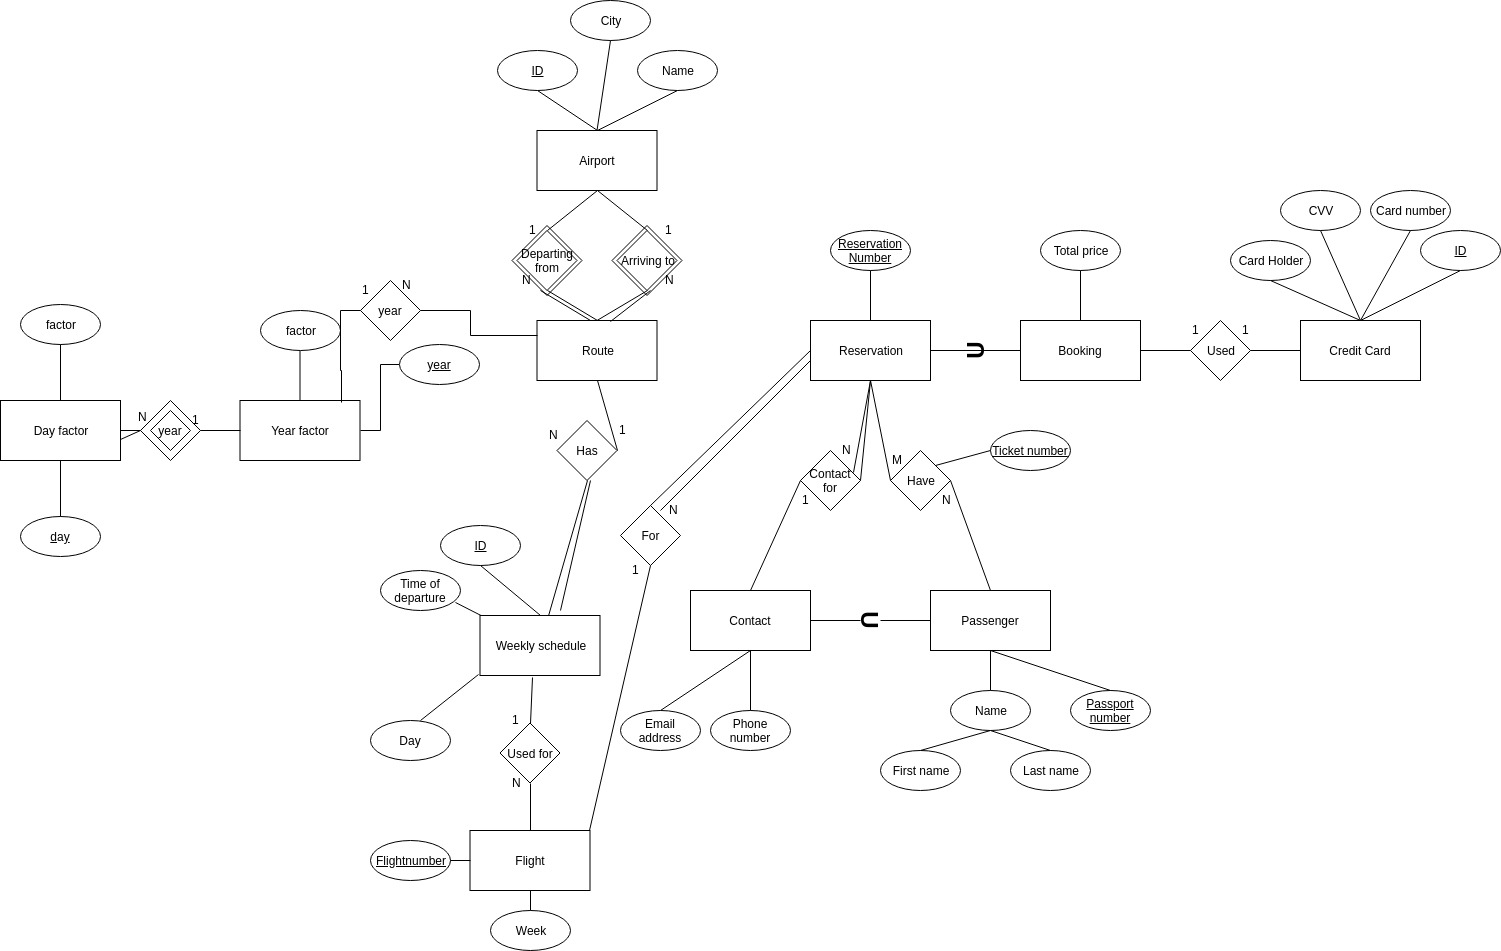 City
ID
Name
Airport
1
1
Departing
from
Arriving to
N
N
Reservation
Number
Total price
CVV
Card number
Card Holder
ID
1
N
year
factor
factor
Route
Reservation
Booking
1
1
Used
Credit Card
year
Day factor
N
year
1
Year factor
N
1
Has
N
Contact
for
1
M
Have
N
Ticket number
day
ID
N
For
1
Time of
departure
Weekly schedule
Contact
Passenger
Day
1
Used for
N
Email
address
Phone
number
Name
Passport
number
First name
Last name
Flightnumber
Flight
Week